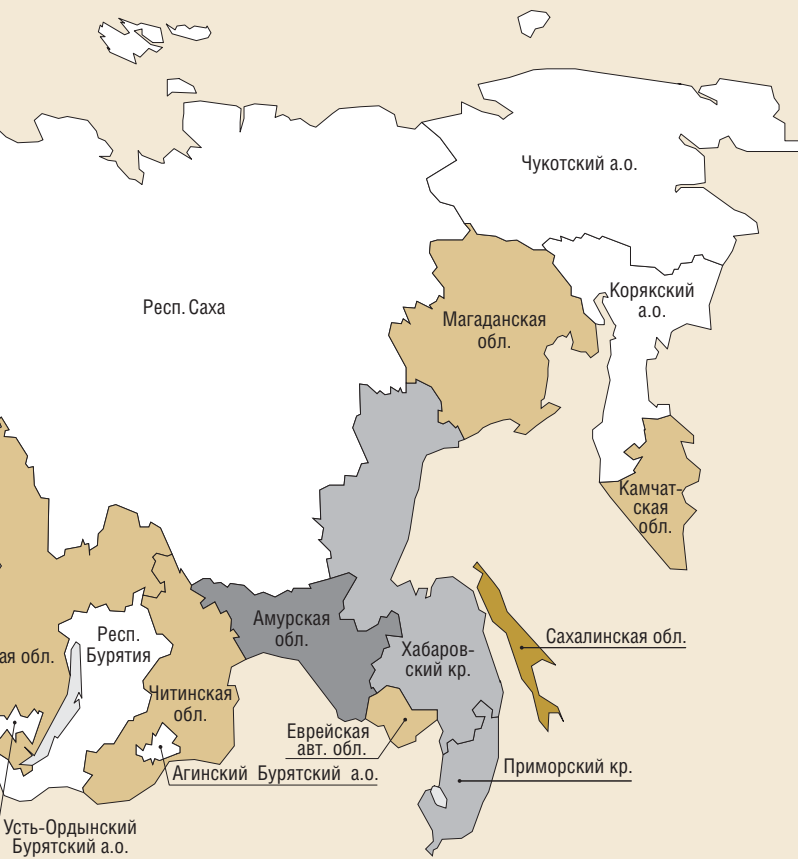 Чукотский а.о.
Респ. Саха
Корякский
а.о.
Магаданская
обл.
Камчат-
ская
обл.
Амурская
обл.
Респ.
Бурятия
Хабаров-
ский кр.
Сахалинская обл.
ая обл.
Читинская
обл.
Еврейская
авт. обл.
Агинский Бурятский а.о.
Приморский кр.
Усть-Ордынский
Бурятский а.о.